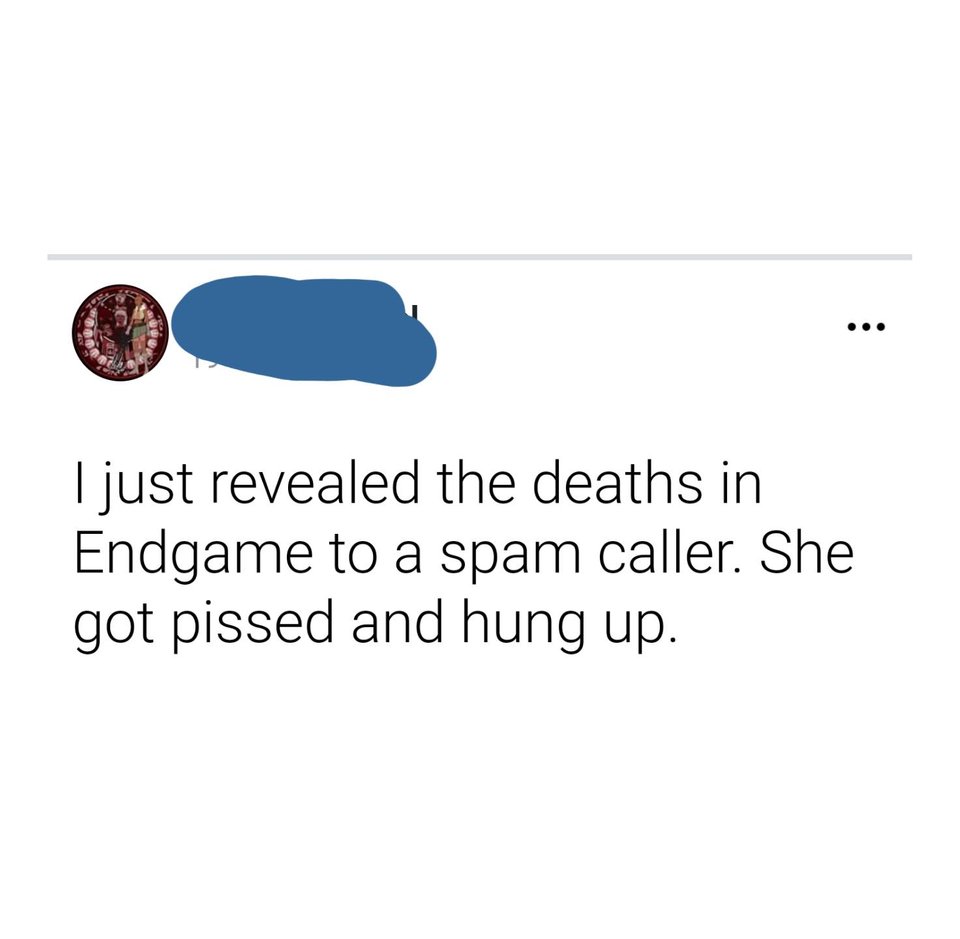 I just revealed the deaths in
Endgame to a spam caller. She
got pissed and hung up.